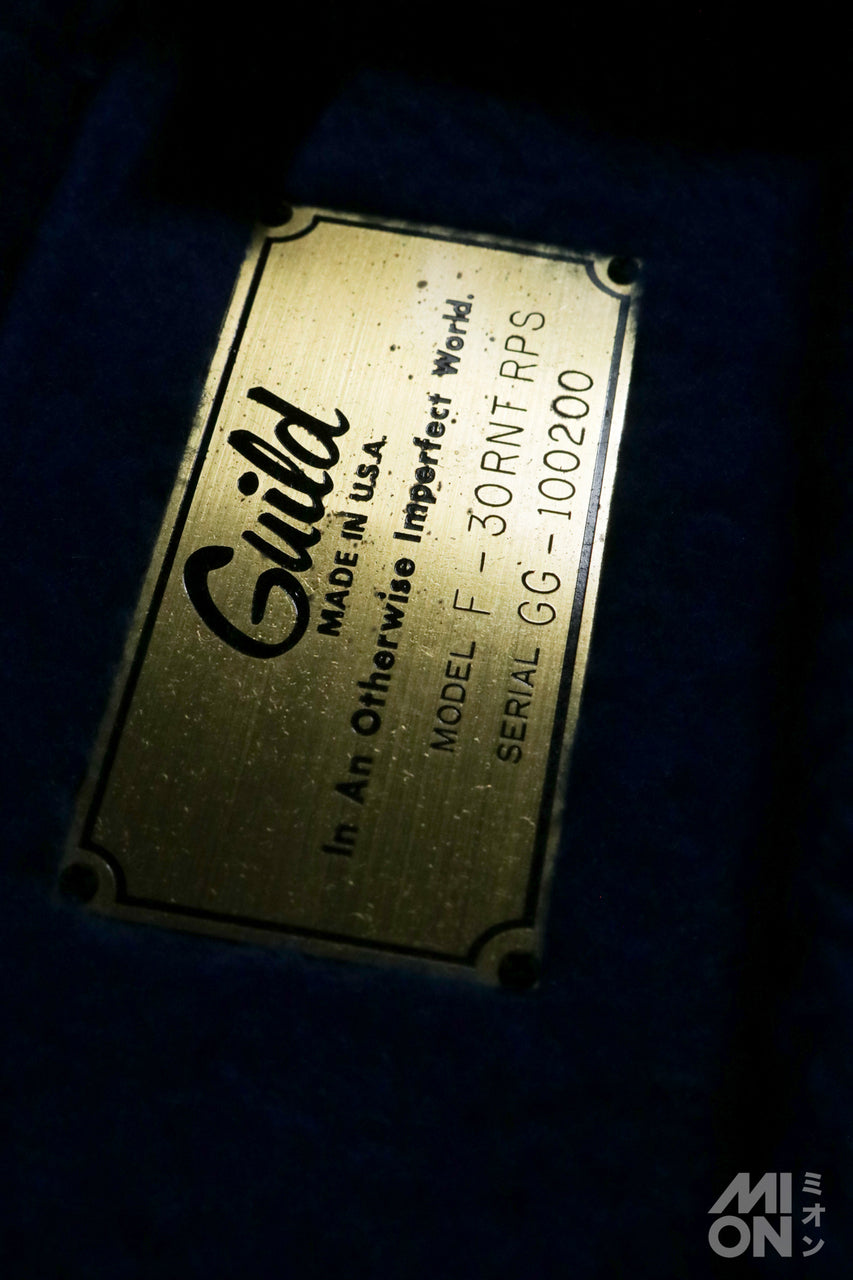 Guild
MADE IN U.S.A.
In An Otherwise Imperfect World.
MODEL F - 30RNT RPS
SERIAL GG - 100200
MI
ON
ミオン